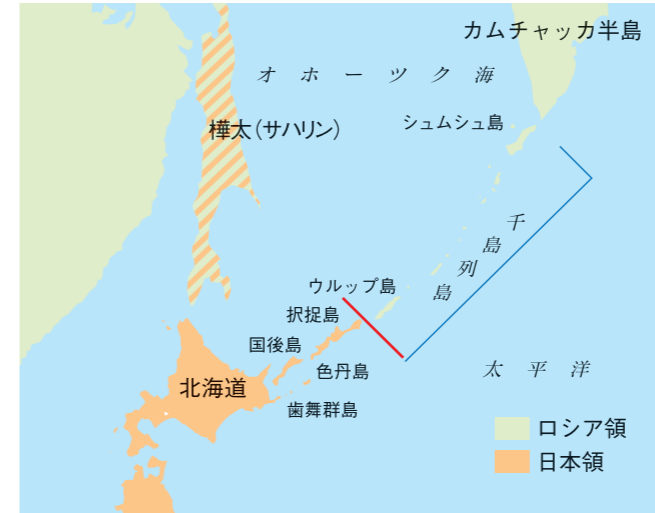 カムチャッカ半島
オホーツク海
樺太(サハリン)
シュムシュ島
千島列島
ウルップ島
択捉島
国後島
色丹島
太平洋
北海道
歯舞群島
ロシア領
日本領